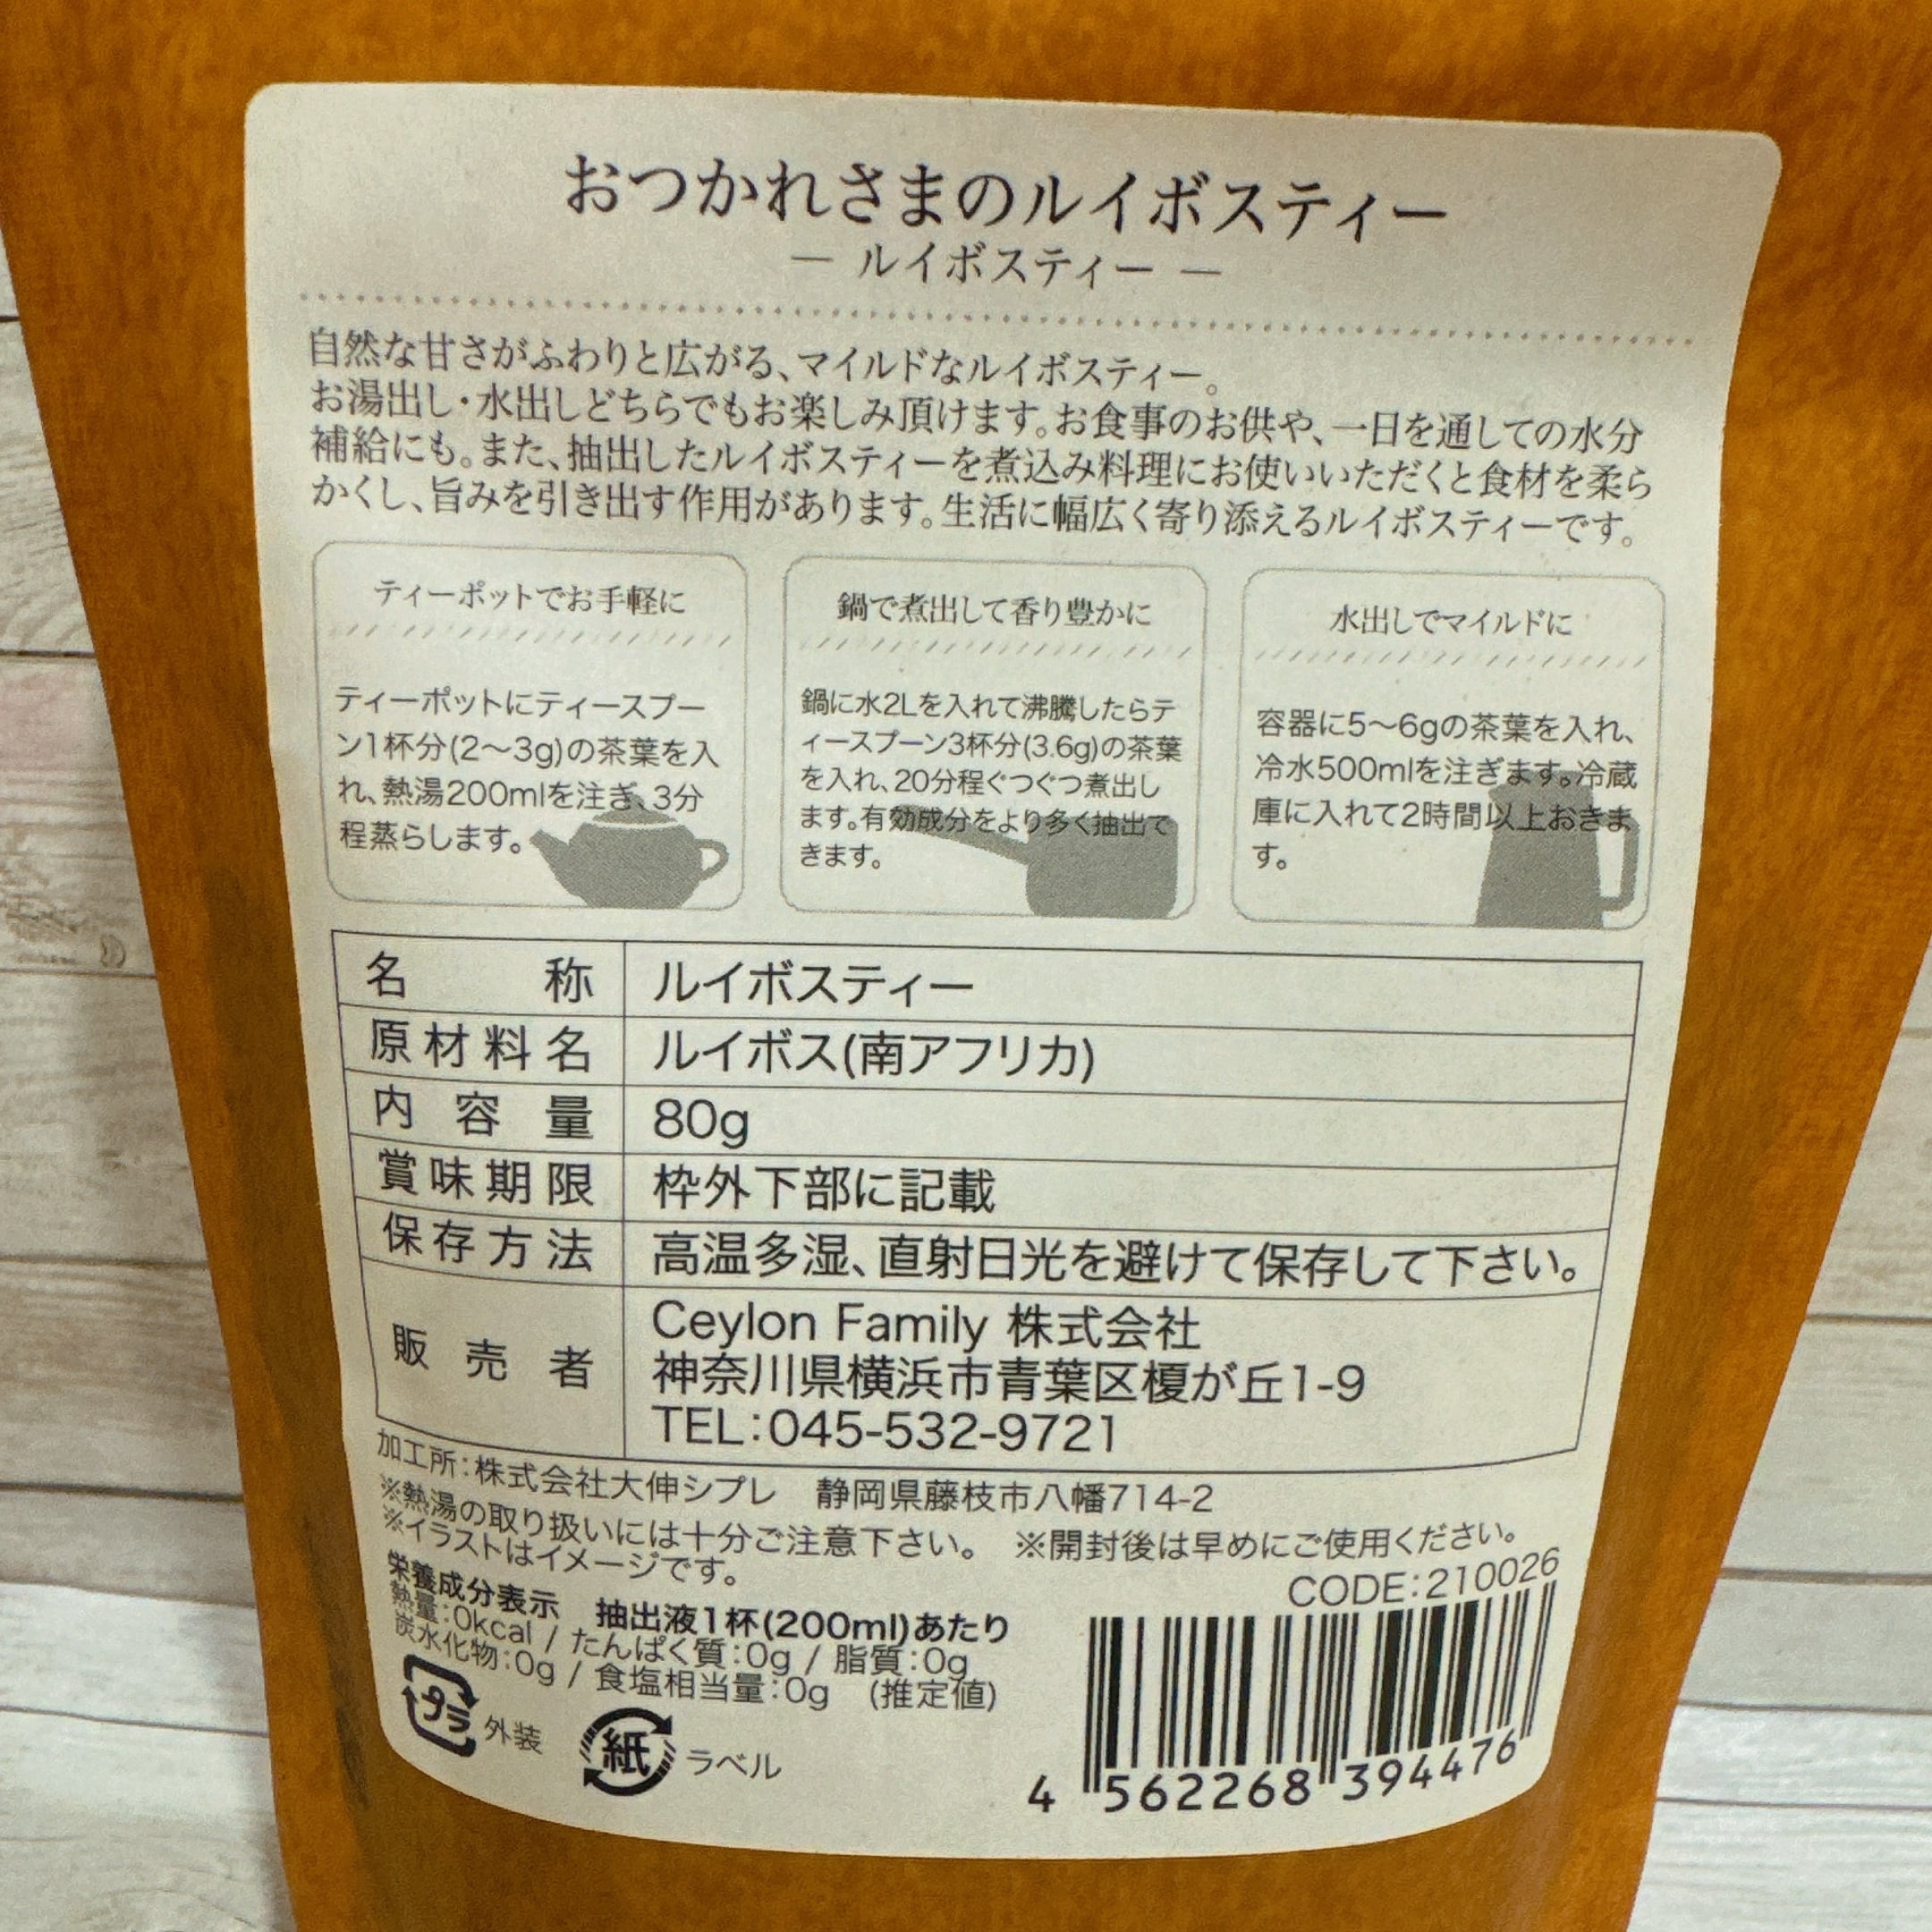 おつかれさまのルイボスティー
― ルイボスティー ―
自然な甘さがふわりと広がる、マイルドなルイボスティー。
お湯出し・水出しどちらでもお楽しみ頂けます。お食事のお供や、一日を通しての水分
補給にも。また、抽出したルイボスティーを煮込み料理にお使いいただくと食材を柔ら
かくし、旨みを引き出す作用があります。生活に幅広く寄り添えるルイボスティーです。
ティーポットでお手軽に
ティーポットにティースプー
ン1杯分(2〜3g)の茶葉を入
れ、熱湯200mlを注ぎ、3分
程蒸らします。
鍋で煮出して香り豊かに
鍋に水2Lを入れて沸騰したらテ
ィースプーン3杯分(3.6g)の茶葉
を入れ、20分程ぐつぐつ煮出し
ます。有効成分をより多く抽出で
きます。
水出しでマイルドに
容器に5〜6gの茶葉を入れ、
冷水500mlを注ぎます。冷蔵
庫に入れて2時間以上おきま
す。
名称 ルイボスティー
原材料名 ルイボス(南アフリカ)
内容量 80g
賞味期限 枠外下部に記載
保存方法 高温多湿、直射日光を避けて保存して下さい。
販売者 Ceylon Family 株式会社
神奈川県横浜市青葉区榎が丘1-9
TEL:045-532-9721
加工所:株式会社大伸シプレ 静岡県藤枝市八幡714-2
※熱湯の取り扱いには十分ご注意下さい。 ※開封後は早めにご使用ください。
※イラストはイメージです。
CODE:210026
栄養成分表示 抽出液1杯(200ml)あたり
熱量:0kcal / たんぱく質:0g / 脂質:0g
炭水化物:0g / 食塩相当量:0g (推定値)
プラ 外装 紙 ラベル
4 562268 394476